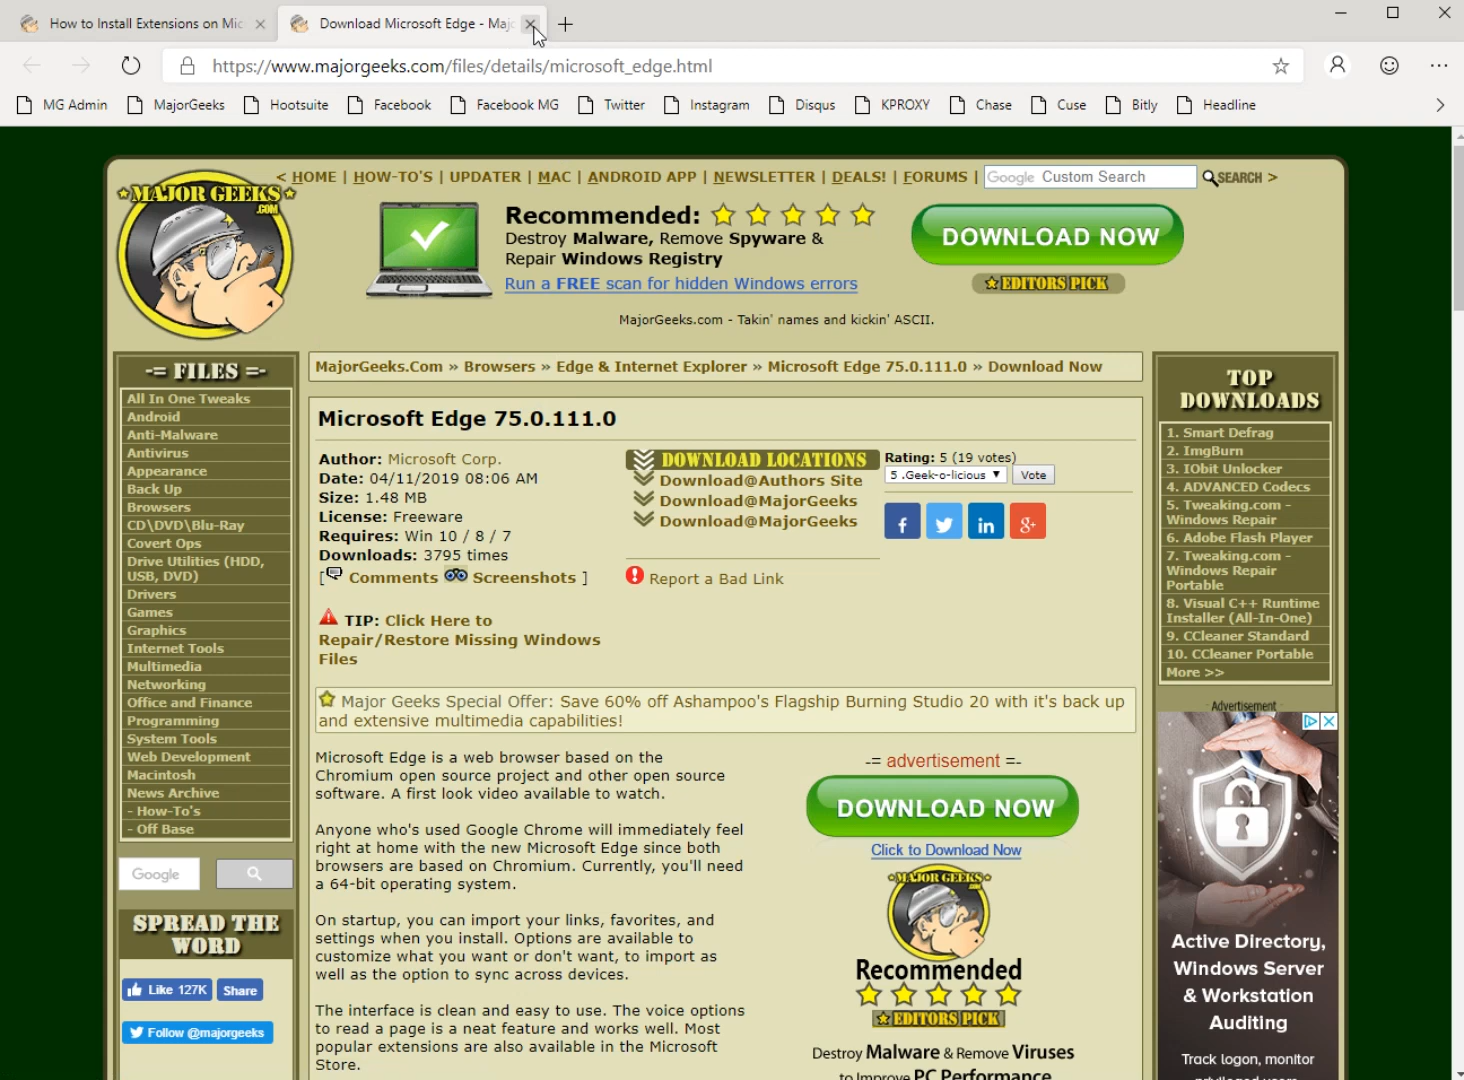 How to Install Extensions on Mic
Download Microsoft Edge - Majo
https://www.majorgeeks.com/files/details/microsoft_edge.html
MG Admin
MajorGeeks
Hootsuite
Facebook
Facebook MG
Twitter
Instagram
Disqus
KPROXY
Chase
Cuse
Bitly
Headline
MAJOR GEEKS
.COM
< HOME | HOW-TO'S | UPDATER | MAC | ANDROID APP | NEWSLETTER | DEALS! | FORUMS |
Google Custom Search
SEARCH >
Recommended:
Destroy Malware, Remove Spyware &
Repair Windows Registry
Run a FREE scan for hidden Windows errors
DOWNLOAD NOW
EDITORS PICK
MajorGeeks.com - Takin' names and kickin' ASCII.
-= FILES =-
All In One Tweaks
Android
Anti-Malware
Antivirus
Appearance
Back Up
Browsers
CD\DVD\Blu-Ray
Covert Ops
Drive Utilities (HDD,
USB, DVD)
Drivers
Games
Graphics
Internet Tools
Multimedia
Networking
Office and Finance
Programming
System Tools
Web Development
Macintosh
News Archive
- How-To's
- Off Base
Google
SPREAD THE
WORD
Like 127K
Share
Follow @majorgeeks
MajorGeeks.Com » Browsers » Edge & Internet Explorer » Microsoft Edge 75.0.111.0 » Download Now
Microsoft Edge 75.0.111.0
Author: Microsoft Corp.
Date: 04/11/2019 08:06 AM
Size: 1.48 MB
License: Freeware
Requires: Win 10 / 8 / 7
Downloads: 3795 times
[ Comments Screenshots ]
TIP: Click Here to
Repair/Restore Missing Windows
Files
DOWNLOAD LOCATIONS
Download@Authors Site
Download@MajorGeeks
Download@MajorGeeks
Report a Bad Link
Rating: 5 (19 votes)
5 .Geek-o-licious
Vote
f
in
g+
Major Geeks Special Offer: Save 60% off Ashampoo's Flagship Burning Studio 20 with it's back up
and extensive multimedia capabilities!
Microsoft Edge is a web browser based on the
Chromium open source project and other open source
software. A first look video available to watch.
Anyone who's used Google Chrome will immediately feel
right at home with the new Microsoft Edge since both
browsers are based on Chromium. Currently, you'll need
a 64-bit operating system.
On startup, you can import your links, favorites, and
settings when you install. Options are available to
customize what you want or don't want, to import as
well as the option to sync across devices.
The interface is clean and easy to use. The voice options
to read a page is a neat feature and works well. Most
popular extensions are also available in the Microsoft
Store.
-= advertisement =-
DOWNLOAD NOW
Click to Download Now
MAJOR GEEKS
Recommended
EDITORS PICK
Destroy Malware & Remove Viruses
to Improve PC Performance
TOP
DOWNLOADS
1. Smart Defrag
2. ImgBurn
3. IObit Unlocker
4. ADVANCED Codecs
5. Tweaking.com -
Windows Repair
6. Adobe Flash Player
7. Tweaking.com -
Windows Repair
Portable
8. Visual C++ Runtime
Installer (All-In-One)
9. CCleaner Standard
10. CCleaner Portable
More >>
Advertisement
Active Directory,
Windows Server
& Workstation
Auditing
Track logon, monitor